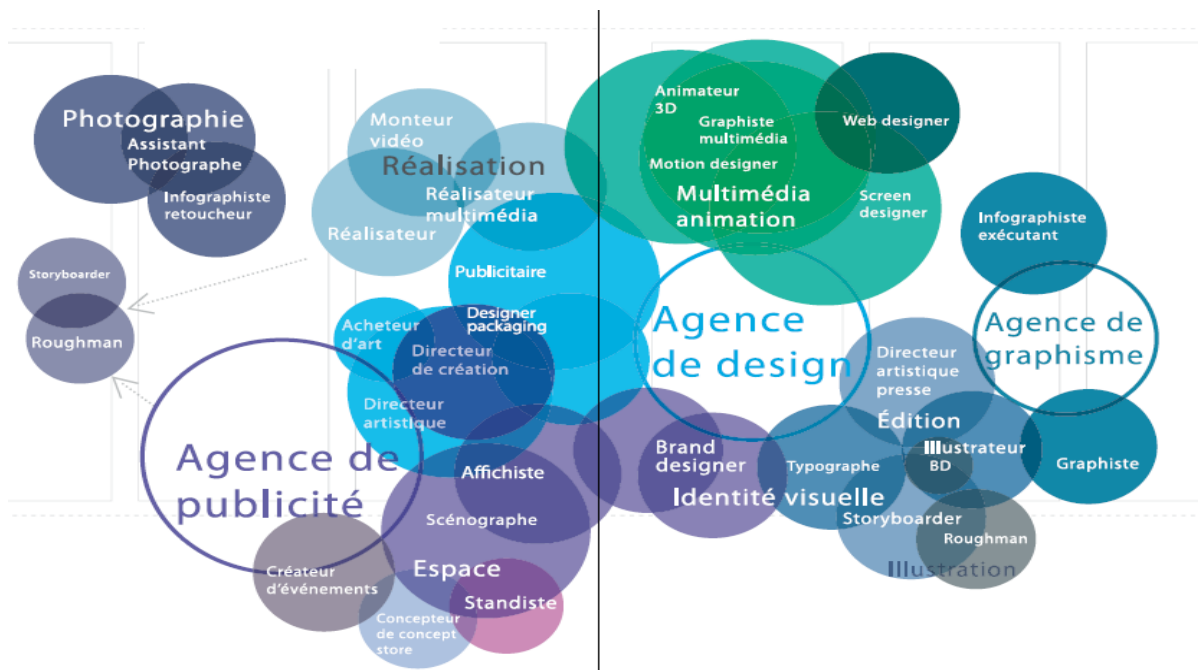 Photographie
Assistant
Photographe
Infographiste
retoucheur
Storyboarder
Roughman
Monteur
vidéo
Réalisation
Réalisateur
multimédia
Réalisateur
Publicitaire
Designer
packaging
Acheteur
d'art
Directeur
de création
Directeur
artistique
Agence de
publicité
Affichiste
Scénographe
Espace
Créateur
d'événements
Standiste
Concepteur
de concept
store
Animateur
3D
Graphiste
multimédia
Motion designer
Multimédia
animation
Web designer
Screen
designer
Infographiste
exécutant
Agence
de design
Agence de
graphisme
Directeur
artistique
presse
Édition
Illustrateur
BD
Graphiste
Brand
designer
Typographe
Identité visuelle
Storyboarder
Roughman
Illustration